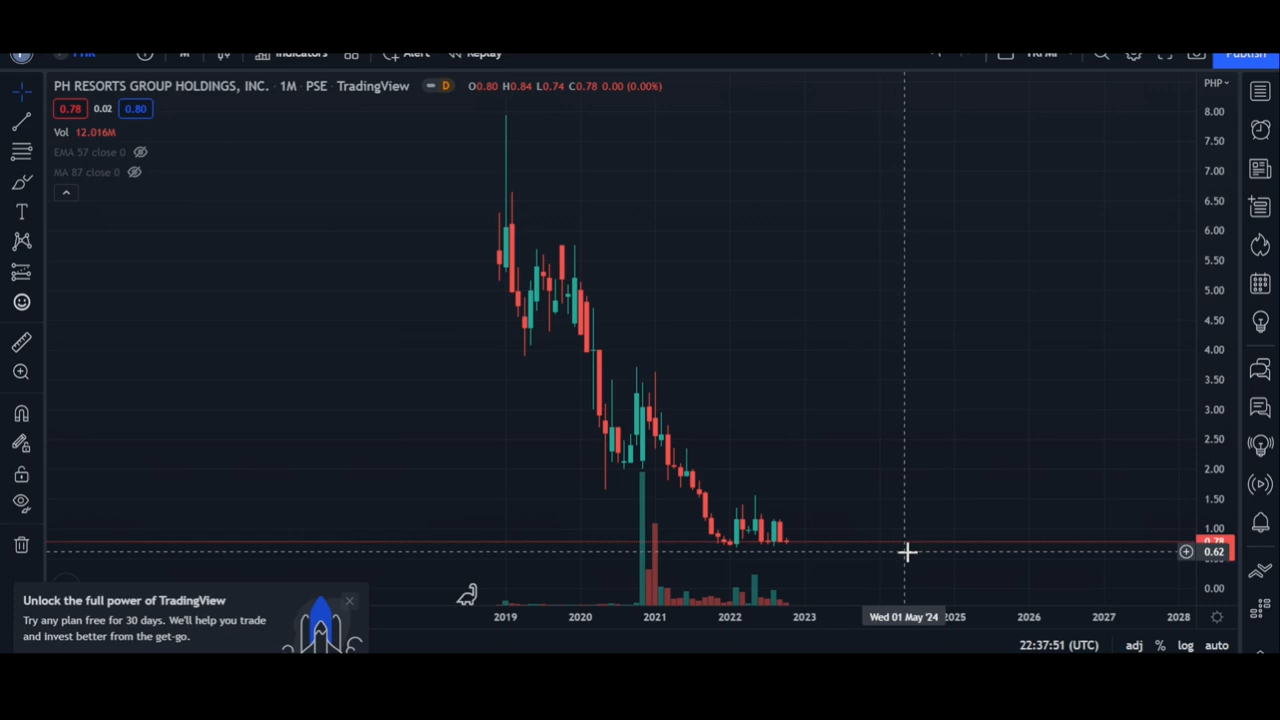 PHR
M
Indicators
Alert
Replay
Publish
PH RESORTS GROUP HOLDINGS, INC. · 1M · PSE · TradingView D O0.80 H0.84 L0.74 C0.78 0.00 (0.00%)
PHP
0.78 0.02 0.80
Vol 12.016M
EMA 57 close 0
MA 87 close 0
8.00
7.50
7.00
6.50
6.00
5.50
5.00
4.50
4.00
3.50
3.00
2.50
2.00
1.50
1.00
0.78
0.62
0.00
Unlock the full power of TradingView
Try any plan free for 30 days. We'll help you trade
and invest better from the get-go.
2019 2020 2021 2022 2023 Wed 01 May '24 2025 2026 2027 2028
22:37:51 (UTC) adj % log auto